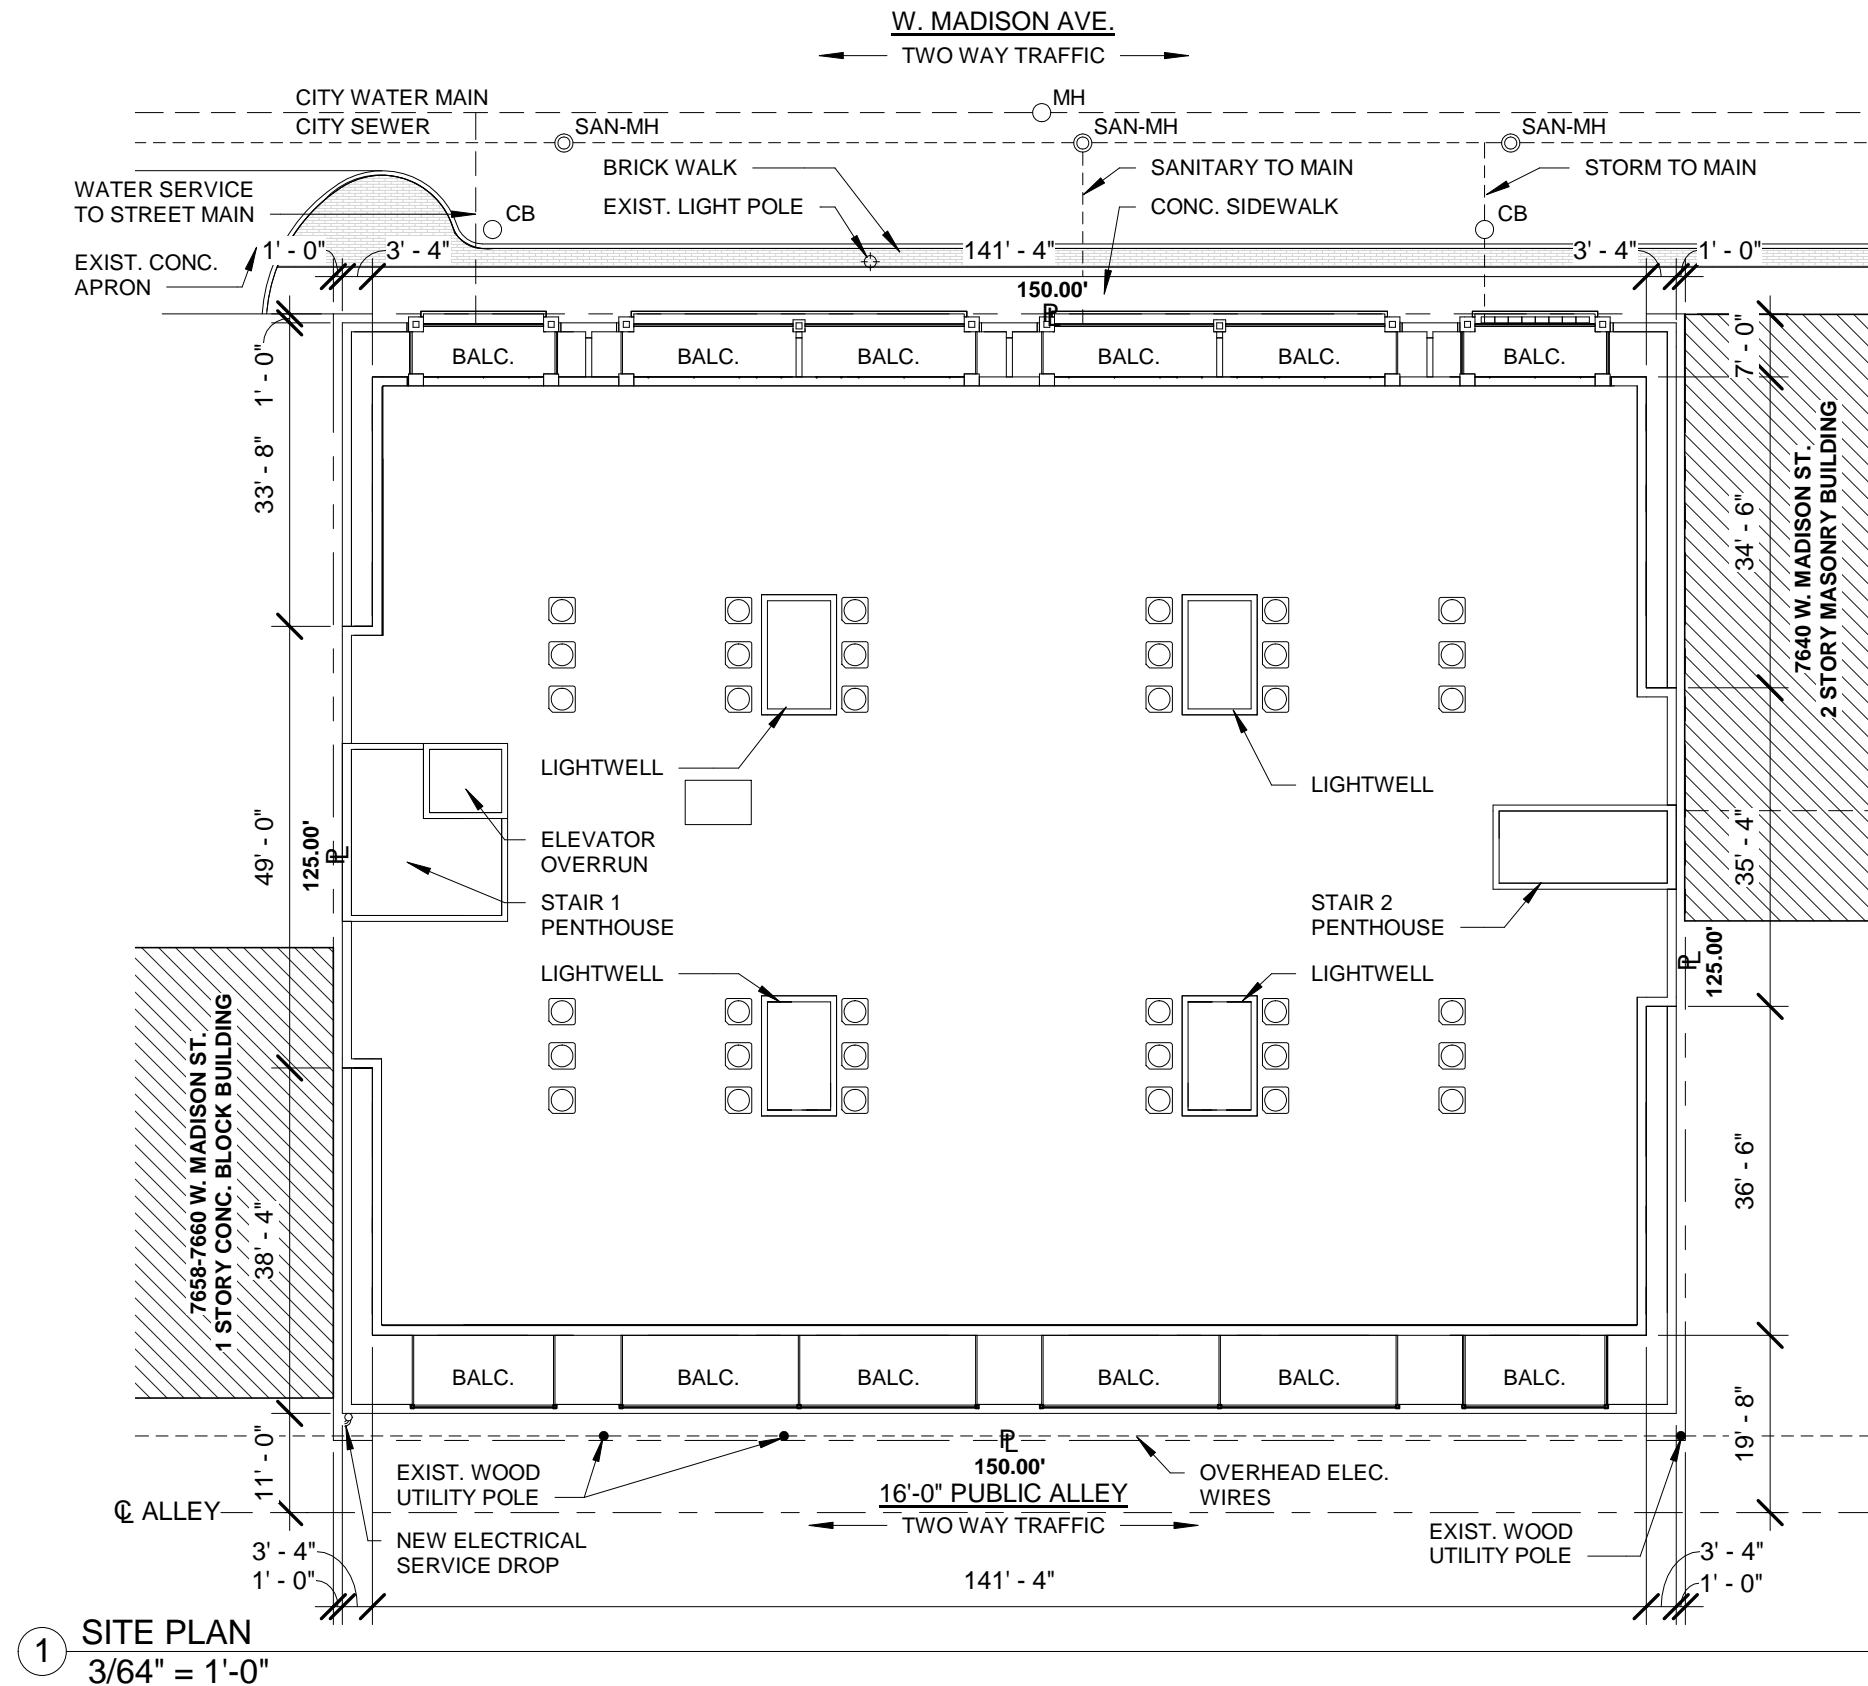 W. MADISON AVE.
TWO WAY TRAFFIC
CITY WATER MAIN
MH
CITY SEWER
SAN-MH
SAN-MH
SAN-MH
BRICK WALK
SANITARY TO MAIN
STORM TO MAIN
WATER SERVICE
TO STREET MAIN
EXIST. LIGHT POLE
CONC. SIDEWALK
CB
CB
EXIST. CONC.
APRON
1' - 0"
3' - 4"
141' - 4"
3' - 4"
1' - 0"
150.00'
PL
1' - 0"
7' - 0"
BALC.
BALC.
BALC.
BALC.
BALC.
BALC.
33' - 8"
34' - 6"
7640 W. MADISON ST.
2 STORY MASONRY BUILDING
LIGHTWELL
LIGHTWELL
49' - 0"
125.00'
PL
ELEVATOR
OVERRUN
35' - 4"
STAIR 1
PENTHOUSE
STAIR 2
PENTHOUSE
LIGHTWELL
LIGHTWELL
PL
125.00'
7658-7660 W. MADISON ST.
1 STORY CONC. BLOCK BUILDING
38' - 4"
36' - 6"
BALC.
BALC.
BALC.
BALC.
BALC.
BALC.
11' - 0"
19' - 8"
PL
150.00'
EXIST. WOOD
UTILITY POLE
OVERHEAD ELEC.
WIRES
16'-0" PUBLIC ALLEY
CL ALLEY
TWO WAY TRAFFIC
NEW ELECTRICAL
SERVICE DROP
EXIST. WOOD
UTILITY POLE
3' - 4"
1' - 0"
141' - 4"
3' - 4"
1' - 0"
1
SITE PLAN
3/64" = 1'-0"